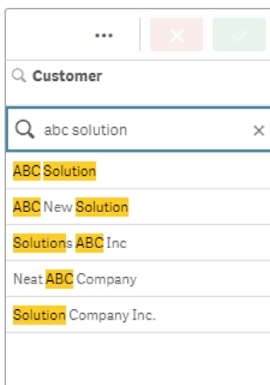 Customer
abc solution
ABC Solution
ABC New Solution
Solutions ABC Inc
Neat ABC Company
Solution Company Inc.